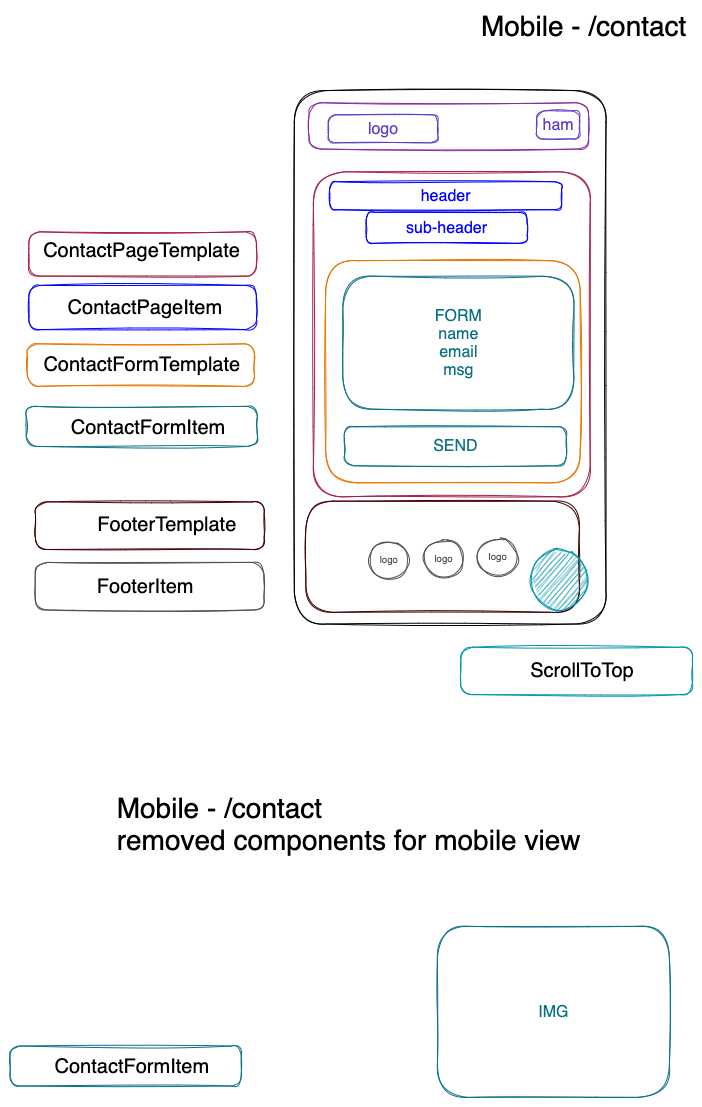 Mobile - /contact
logo
ham
header
sub-header
ContactPageTemplate
ContactPageItem
ContactFormTemplate
ContactFormItem
FORM
name
email
msg
SEND
FooterTemplate
FooterItem
logo
logo
logo
ScrollToTop
Mobile - /contact
removed components for mobile view
IMG
ContactFormItem